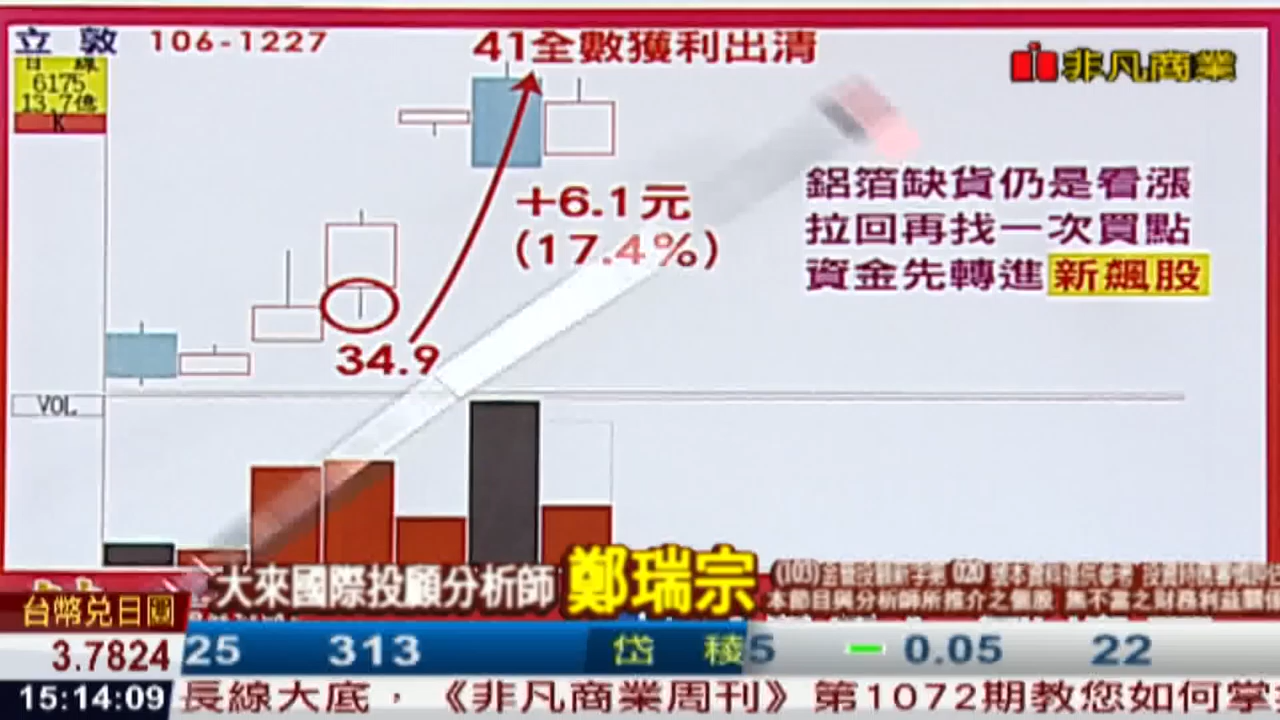 立敦 106-1227
41全數獲利出清
非凡商業
日線
6175
13.7億
K
+6.1元
(17.4%)
鋁箔缺貨仍是看漲
拉回再找一次買點
資金先轉進新飆股
34.9
VOL
大來國際投顧分析師 鄭瑞宗
本節目與分析師所推介之個股 無不當之財務利益關係
台幣兌日圓
3.7824
25 313 岱稜 5 0.05 22
15:14:09
長線大底，《非凡商業周刊》第1072期教您如何掌